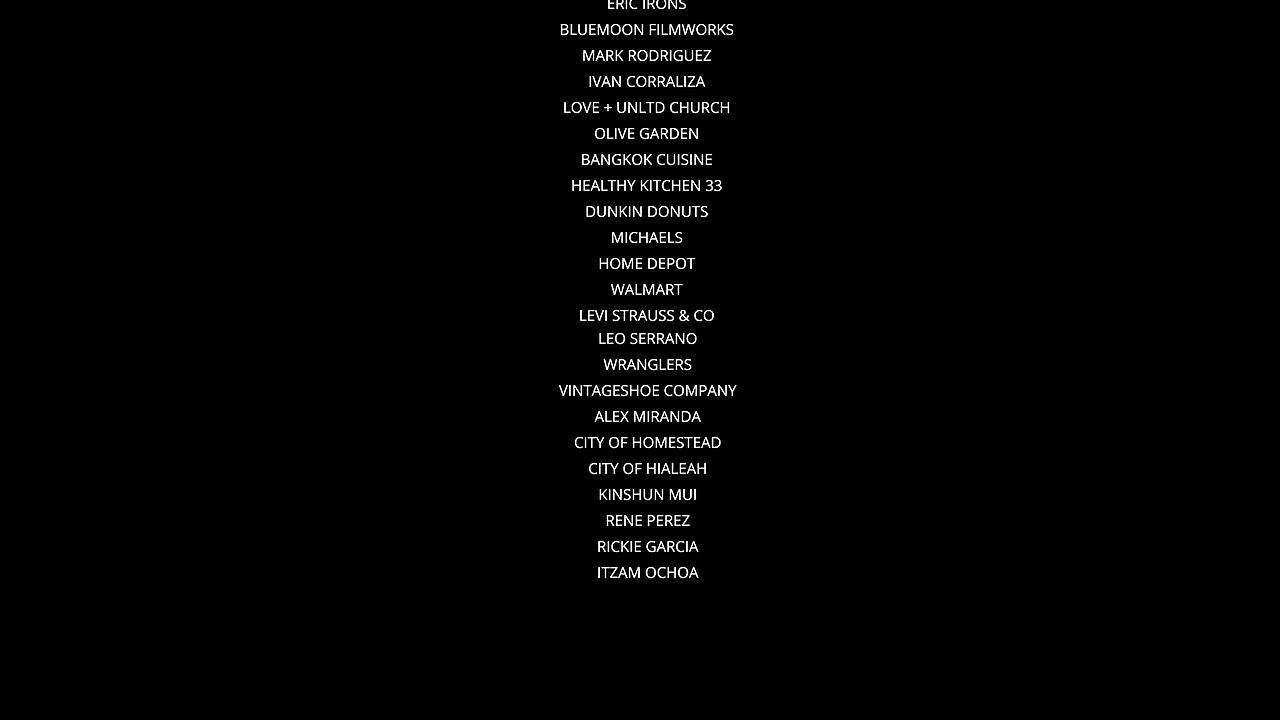 ERIC IRONS
BLUEMOON FILMWORKS
MARK RODRIGUEZ
IVAN CORRALIZA
LOVE + UNLTD CHURCH
OLIVE GARDEN
BANGKOK CUISINE
HEALTHY KITCHEN 33
DUNKIN DONUTS
MICHAELS
HOME DEPOT
WALMART
LEVI STRAUSS & CO
LEO SERRANO
WRANGLERS
VINTAGESHOE COMPANY
ALEX MIRANDA
CITY OF HOMESTEAD
CITY OF HIALEAH
KINSHUN MUI
RENE PEREZ
RICKIE GARCIA
ITZAM OCHOA